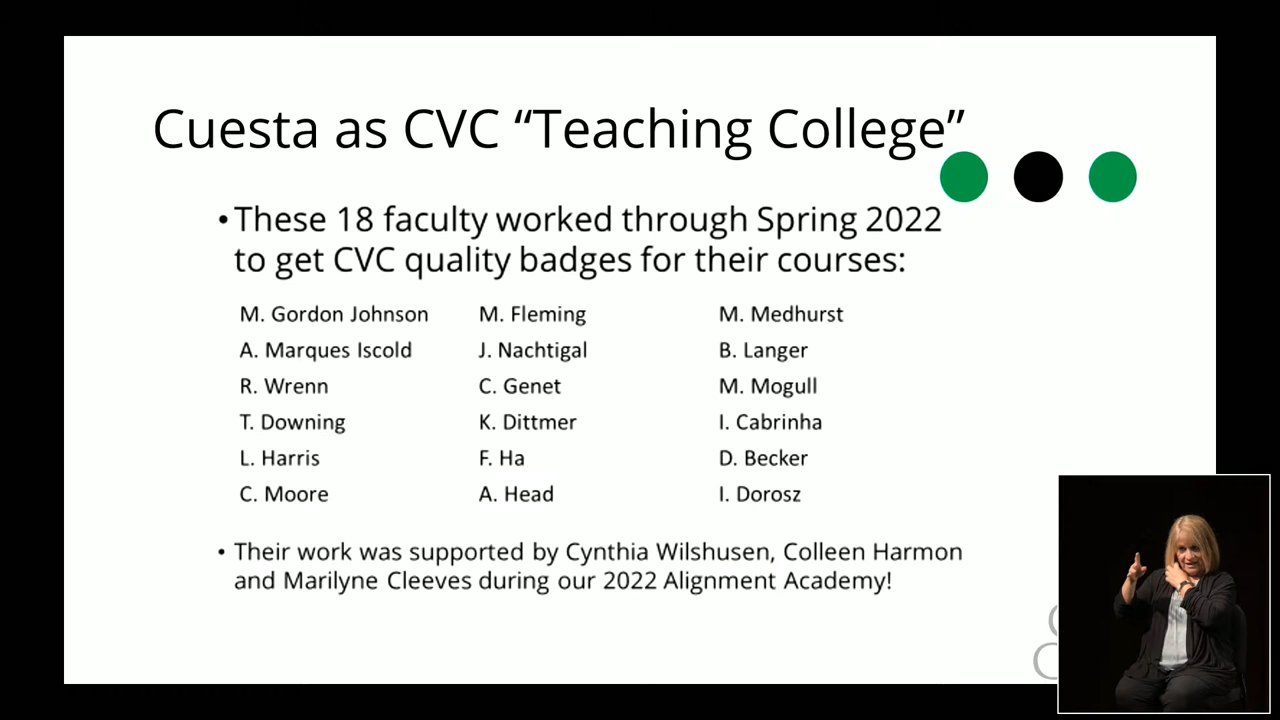 Cuesta as CVC “Teaching College”
•These 18 faculty worked through Spring 2022
to get CVC quality badges for their courses:
M. Gordon Johnson M. Fleming M. Medhurst
A. Marques Iscold J. Nachtigal B. Langer
R. Wrenn C. Genet M. Mogull
T. Downing K. Dittmer I. Cabrinha
L. Harris F. Ha D. Becker
C. Moore A. Head I. Dorosz
• Their work was supported by Cynthia Wilshusen, Colleen Harmon
and Marilyne Cleeves during our 2022 Alignment Academy!